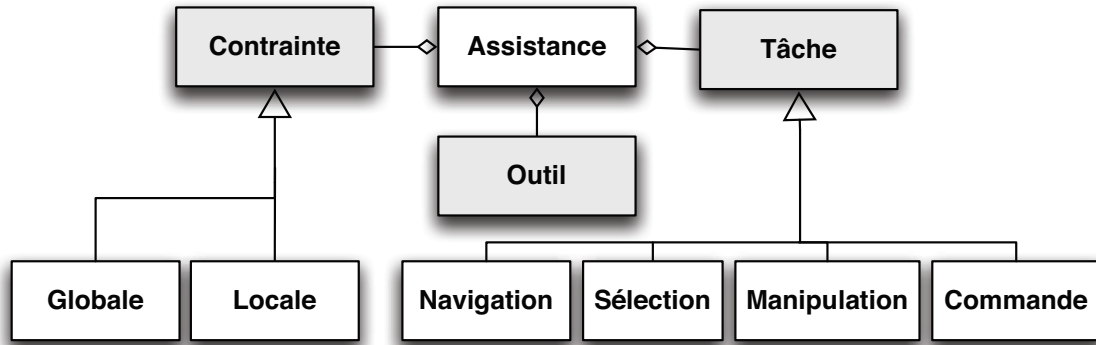 Contrainte
Assistance
Tâche
Outil
Globale
Locale
Navigation
Sélection
Manipulation
Commande